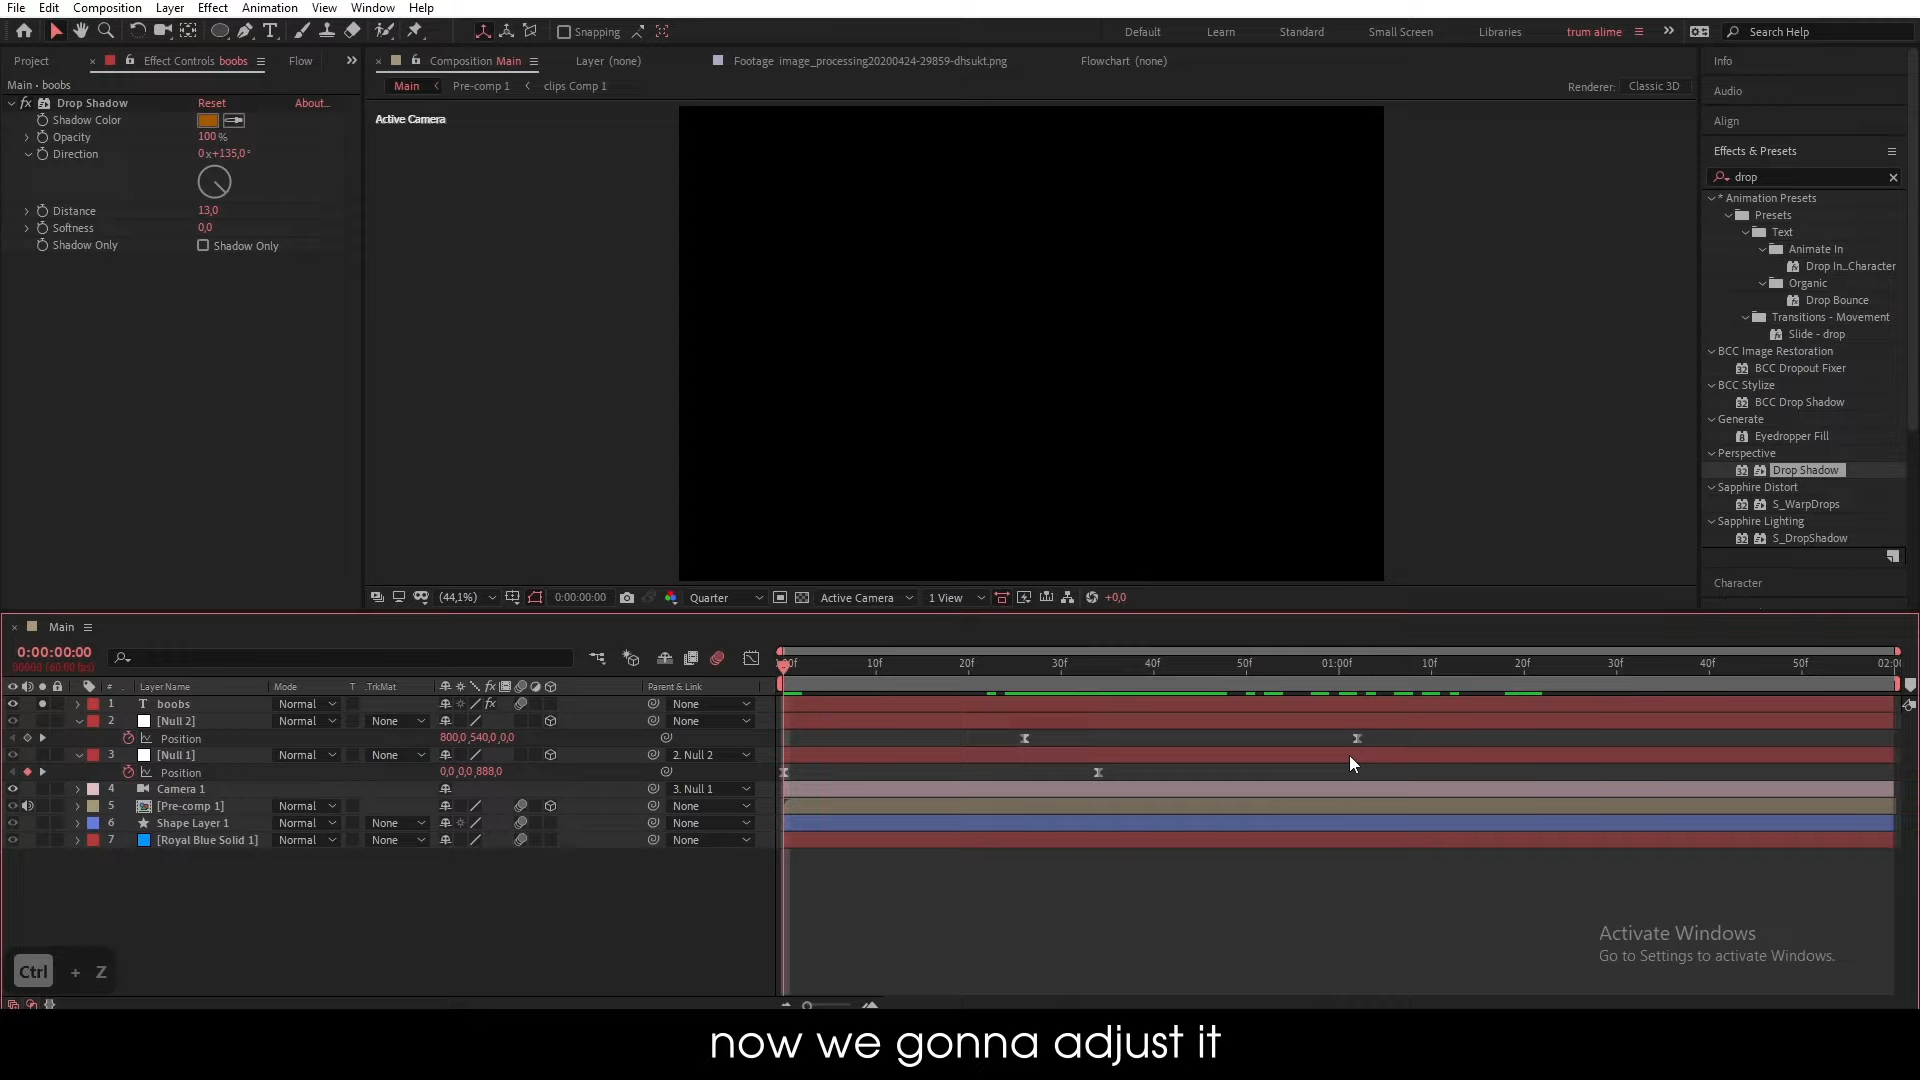 File Edit Composition Layer Effect Animation View Window Help
Snapping Default Learn Standard Small Screen Libraries trum alime Search Help
Project Effect Controls boobs Flow
Composition Main Layer (none) Footage image_processing20200424-29859-dhsukt.png Flowchart (none)
Main • boobs
Main Pre-comp 1 clips Comp 1 Renderer: Classic 3D
fx Drop Shadow Reset About...
Shadow Color
Opacity 100 %
Direction 0x+135,0°
Distance 13,0
Softness 0,0
Shadow Only Shadow Only
Active Camera
Info
Audio
Align
Effects & Presets
drop
* Animation Presets
Presets
Text
Animate In
Drop In_Character
Organic
Drop Bounce
Transitions - Movement
Slide - drop
BCC Image Restoration
BCC Dropout Fixer
BCC Stylize
BCC Drop Shadow
Generate
Eyedropper Fill
Perspective
Drop Shadow
Sapphire Distort
S_WarpDrops
Sapphire Lighting
S_DropShadow
Character
(44,1%) 0:00:00:00 Quarter Active Camera 1 View +0,0
Main
0:00:00:00
00000 (60.00 fps)
10f 20f 30f 40f 50f 01:00f 10f 20f 30f 40f 50f 02:0
# Layer Name Mode T .TrkMat fx Parent & Link
1 T boobs Normal fx None
2 [Null 2] Normal None None
Position 800,0,540,0,0,0
3 [Null 1] Normal None 2. Null 2
Position 0,0,0,0,888,0
4 Camera 1 3. Null 1
5 [Pre-comp 1] Normal None None
6 Shape Layer 1 Normal None None
7 [Royal Blue Solid 1] Normal None None
Activate Windows
Go to Settings to activate Windows.
Ctrl + Z
now we gonna adjust it